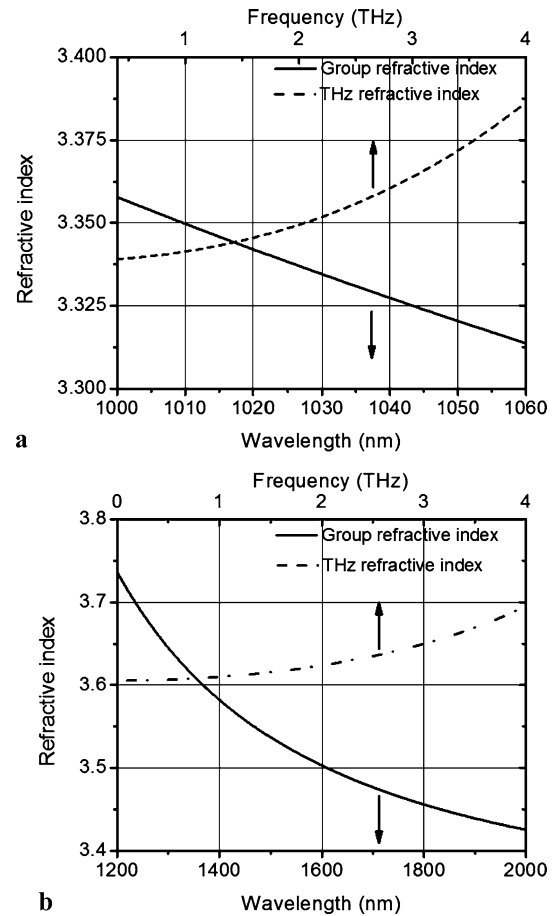 Frequency (THz)
1 2 3 4
3.400
3.375
3.350
3.325
3.300
Refractive index
Group refractive index
THz refractive index
1000 1010 1020 1030 1040 1050 1060
Wavelength (nm)
a
Frequency (THz)
0 1 2 3 4
3.8
3.7
3.6
3.5
3.4
Refractive index
Group refractive index
THz refractive index
1200 1400 1600 1800 2000
Wavelength (nm)
b